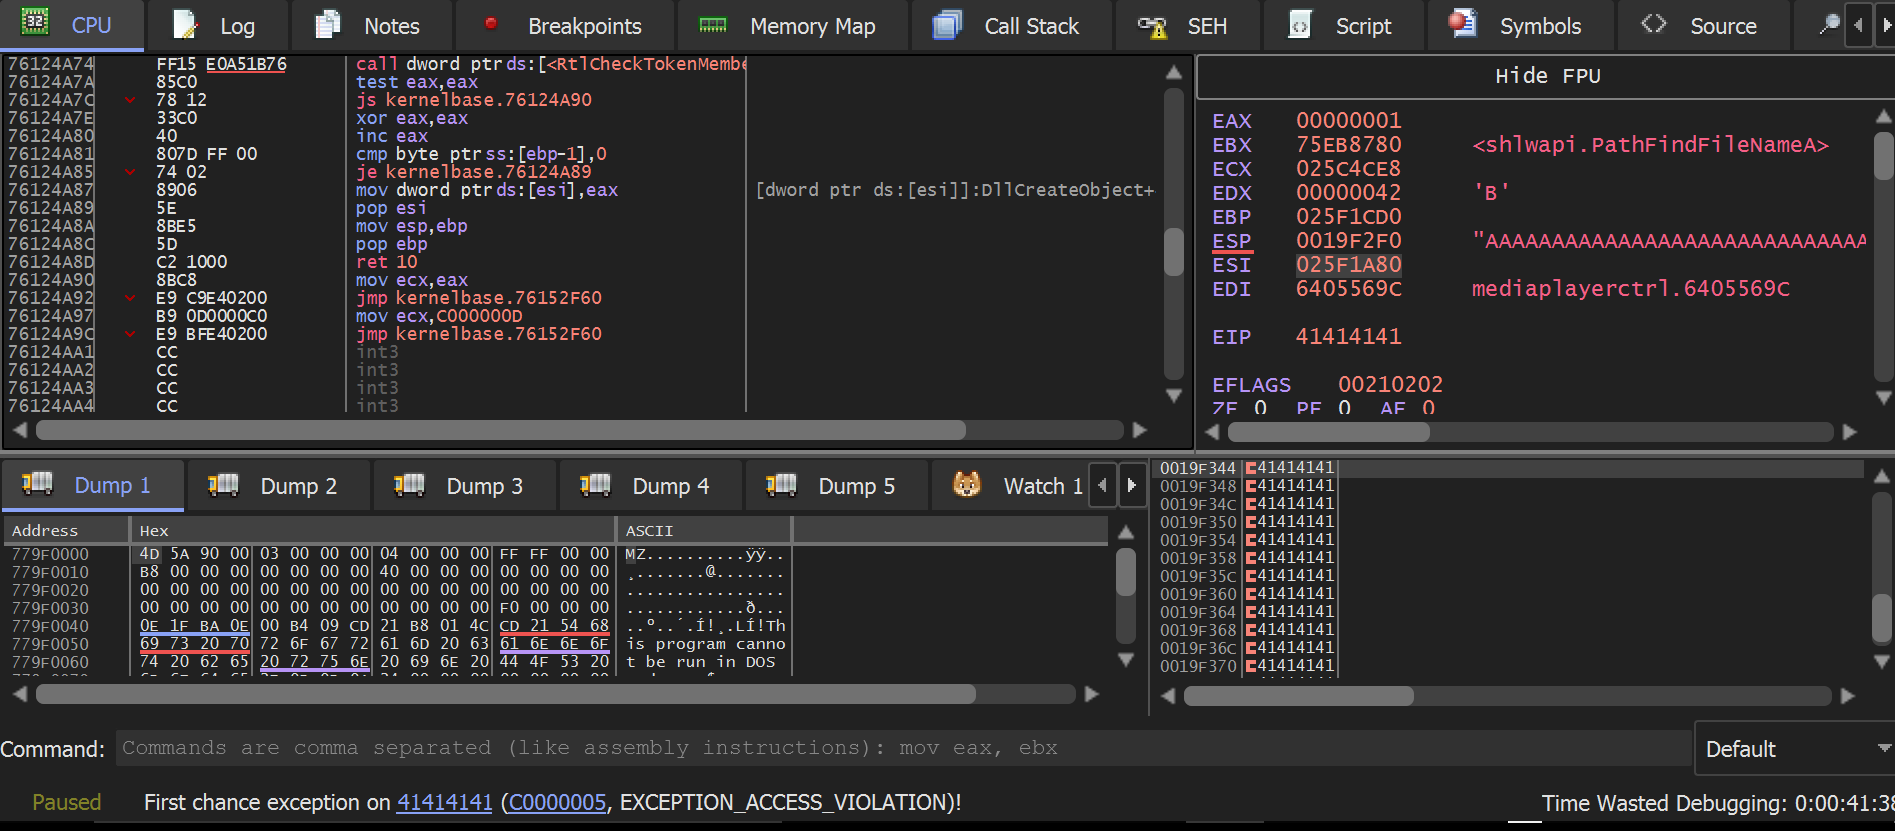 CPU Log Notes Breakpoints Memory Map Call Stack SEH Script Symbols Source
76124A74 FF15 E0A51B76 call dword ptr ds:[<RtlCheckTokenMembe
76124A7A 85C0 test eax,eax
76124A7C 78 12 js kernelbase.76124A90
76124A7E 33C0 xor eax,eax
76124A80 40 inc eax
76124A81 807D FF 00 cmp byte ptr ss:[ebp-1],0
76124A85 74 02 je kernelbase.76124A89
76124A87 8906 mov dword ptr ds:[esi],eax [dword ptr ds:[esi]]:DllCreateObject+
76124A89 5E pop esi
76124A8A 8BE5 mov esp,ebp
76124A8C 5D pop ebp
76124A8D C2 1000 ret 10
76124A90 8BC8 mov ecx,eax
76124A92 E9 C9E40200 jmp kernelbase.76152F60
76124A97 B9 0D0000C0 mov ecx,C000000D
76124A9C E9 BFE40200 jmp kernelbase.76152F60
76124AA1 CC int3
76124AA2 CC int3
76124AA3 CC int3
76124AA4 CC int3
Hide FPU
EAX 00000001
EBX 75EB8780 <shlwapi.PathFindFileNameA>
ECX 025C4CE8
EDX 00000042 'B'
EBP 025F1CD0
ESP 0019F2F0 "AAAAAAAAAAAAAAAAAAAAAAAAAAAAA
ESI 025F1A80
EDI 6405569C mediaplayerctrl.6405569C
EIP 41414141
EFLAGS 00210202
ZF 0 PF 0 AF 0
Dump 1 Dump 2 Dump 3 Dump 4 Dump 5 Watch 1
Address Hex ASCII
779F0000 4D 5A 90 00 03 00 00 00 04 00 00 00 FF FF 00 00 MZ..........ÿÿ..
779F0010 B8 00 00 00 00 00 00 00 40 00 00 00 00 00 00 00 ¸.......@.......
779F0020 00 00 00 00 00 00 00 00 00 00 00 00 00 00 00 00 ................
779F0030 00 00 00 00 00 00 00 00 00 00 00 00 F0 00 00 00 ............ð...
779F0040 0E 1F BA 0E 00 B4 09 CD 21 B8 01 4C CD 21 54 68 ..º..´.Í!¸.LÍ!Th
779F0050 69 73 20 70 72 6F 67 72 61 6D 20 63 61 6E 6E 6F is program canno
779F0060 74 20 62 65 20 72 75 6E 20 69 6E 20 44 4F 53 20 t be run in DOS
0019F344 41414141
0019F348 41414141
0019F34C 41414141
0019F350 41414141
0019F354 41414141
0019F358 41414141
0019F35C 41414141
0019F360 41414141
0019F364 41414141
0019F368 41414141
0019F36C 41414141
0019F370 41414141
Command: Commands are comma separated (like assembly instructions): mov eax, ebx Default
Paused First chance exception on 41414141 (C0000005, EXCEPTION_ACCESS_VIOLATION)! Time Wasted Debugging: 0:00:41:38